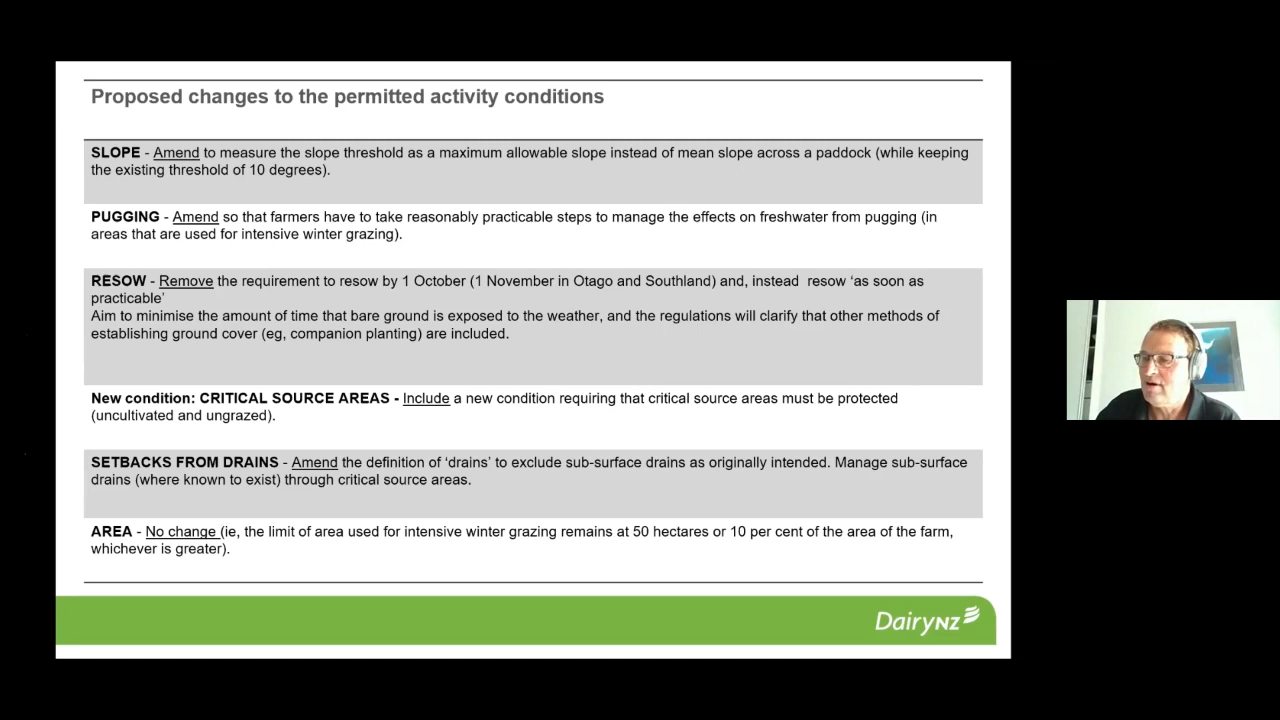 Proposed changes to the permitted activity conditions
SLOPE - Amend to measure the slope threshold as a maximum allowable slope instead of mean slope across a paddock (while keeping
the existing threshold of 10 degrees).
PUGGING - Amend so that farmers have to take reasonably practicable steps to manage the effects on freshwater from pugging (in
areas that are used for intensive winter grazing).
RESOW - Remove the requirement to resow by 1 October (1 November in Otago and Southland) and, instead  resow ‘as soon as
practicable’
Aim to minimise the amount of time that bare ground is exposed to the weather, and the regulations will clarify that other methods of
establishing ground cover (eg, companion planting) are included.
New condition: CRITICAL SOURCE AREAS - Include a new condition requiring that critical source areas must be protected
(uncultivated and ungrazed).
SETBACKS FROM DRAINS - Amend the definition of ‘drains’ to exclude sub-surface drains as originally intended. Manage sub-surface
drains (where known to exist) through critical source areas.
AREA - No change (ie, the limit of area used for intensive winter grazing remains at 50 hectares or 10 per cent of the area of the farm,
whichever is greater).
DairyNZ